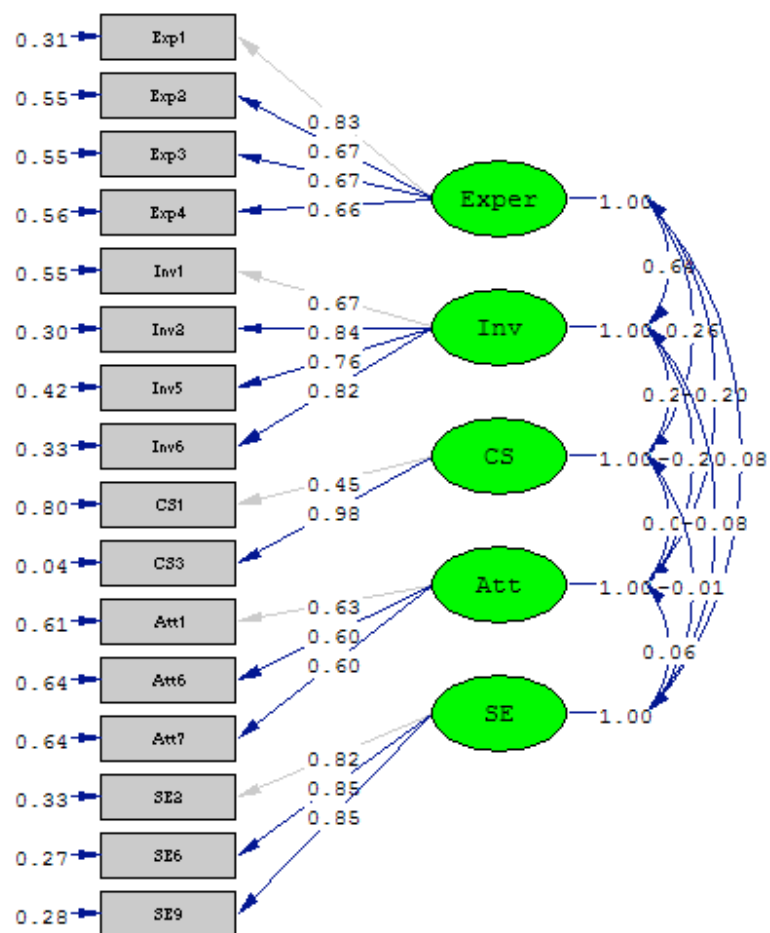 0.31 Exp1
0.55 Exp2
0.83
0.67
0.55 Exp3
0.67
Exper 1.00
0.56 Exp4
0.66
0.55 Inv1
0.64
0.67
0.30 Inv2
0.84
Inv 1.00
0.26
0.76
0.42 Inv5
0.82
0.20
0.33 Inv6
CS 1.00
0.08
0.45
0.80 CS1
0.98
-0.08
0.04 CS3
Att 1.00
-0.01
0.63
0.61 Att1
0.60
0.06
0.64 Att6
0.60
SE 1.00
0.64 Att7
0.82
0.33 SE2
0.85
0.85
0.27 SE6
0.28 SE9